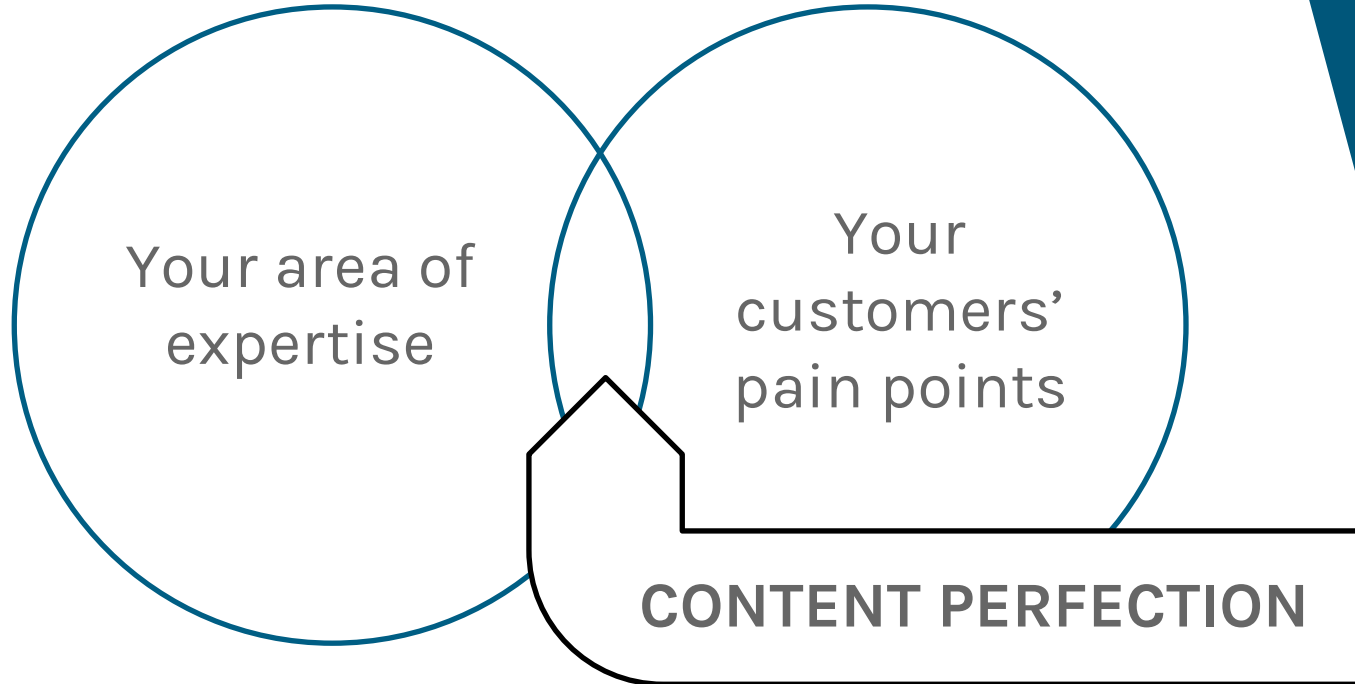 Your area of
expertise
Your
customers’
pain points
CONTENT PERFECTION